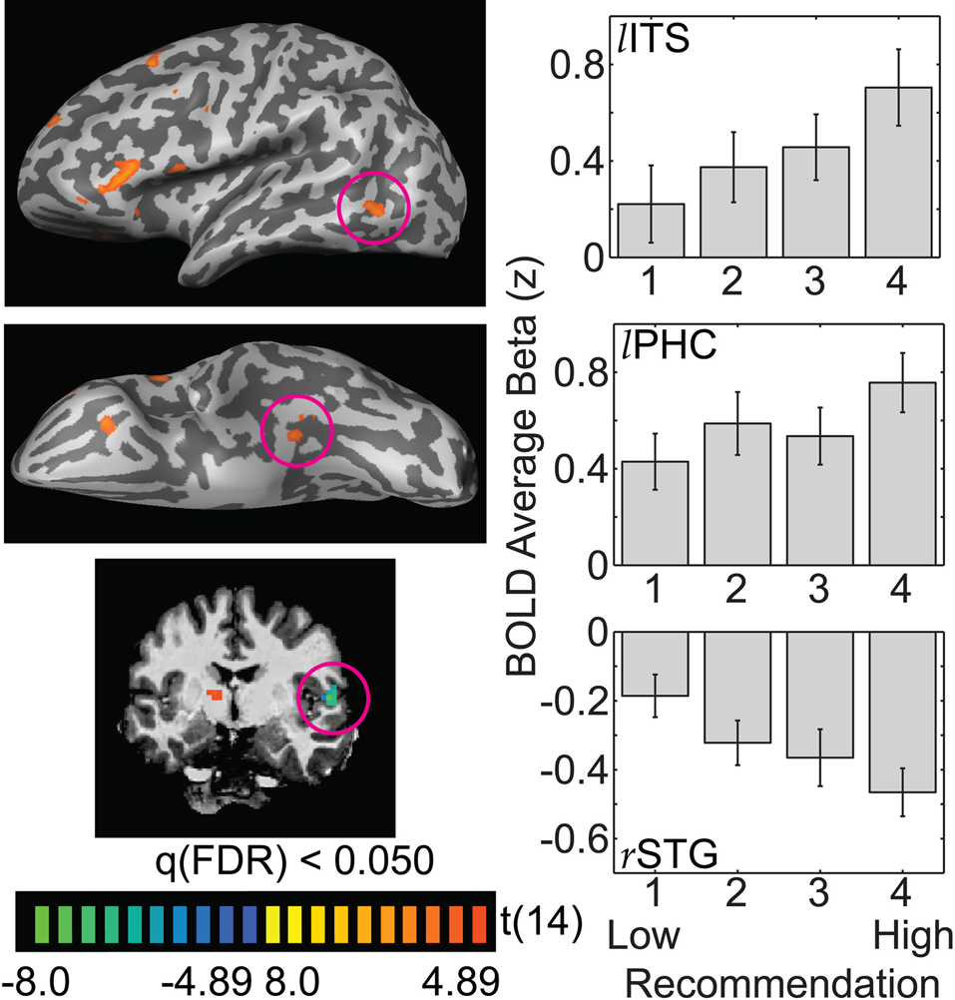 lITS
0.8
0.4
0
1 2 3 4
BOLD Average Beta (z)
lPHC
0.8
0.4
0
1 2 3 4
0
-0.2
-0.4
-0.6
rSTG
1 2 3 4
Low High
Recommendation
q(FDR) < 0.050
t(14)
-8.0 -4.89 8.0 4.89